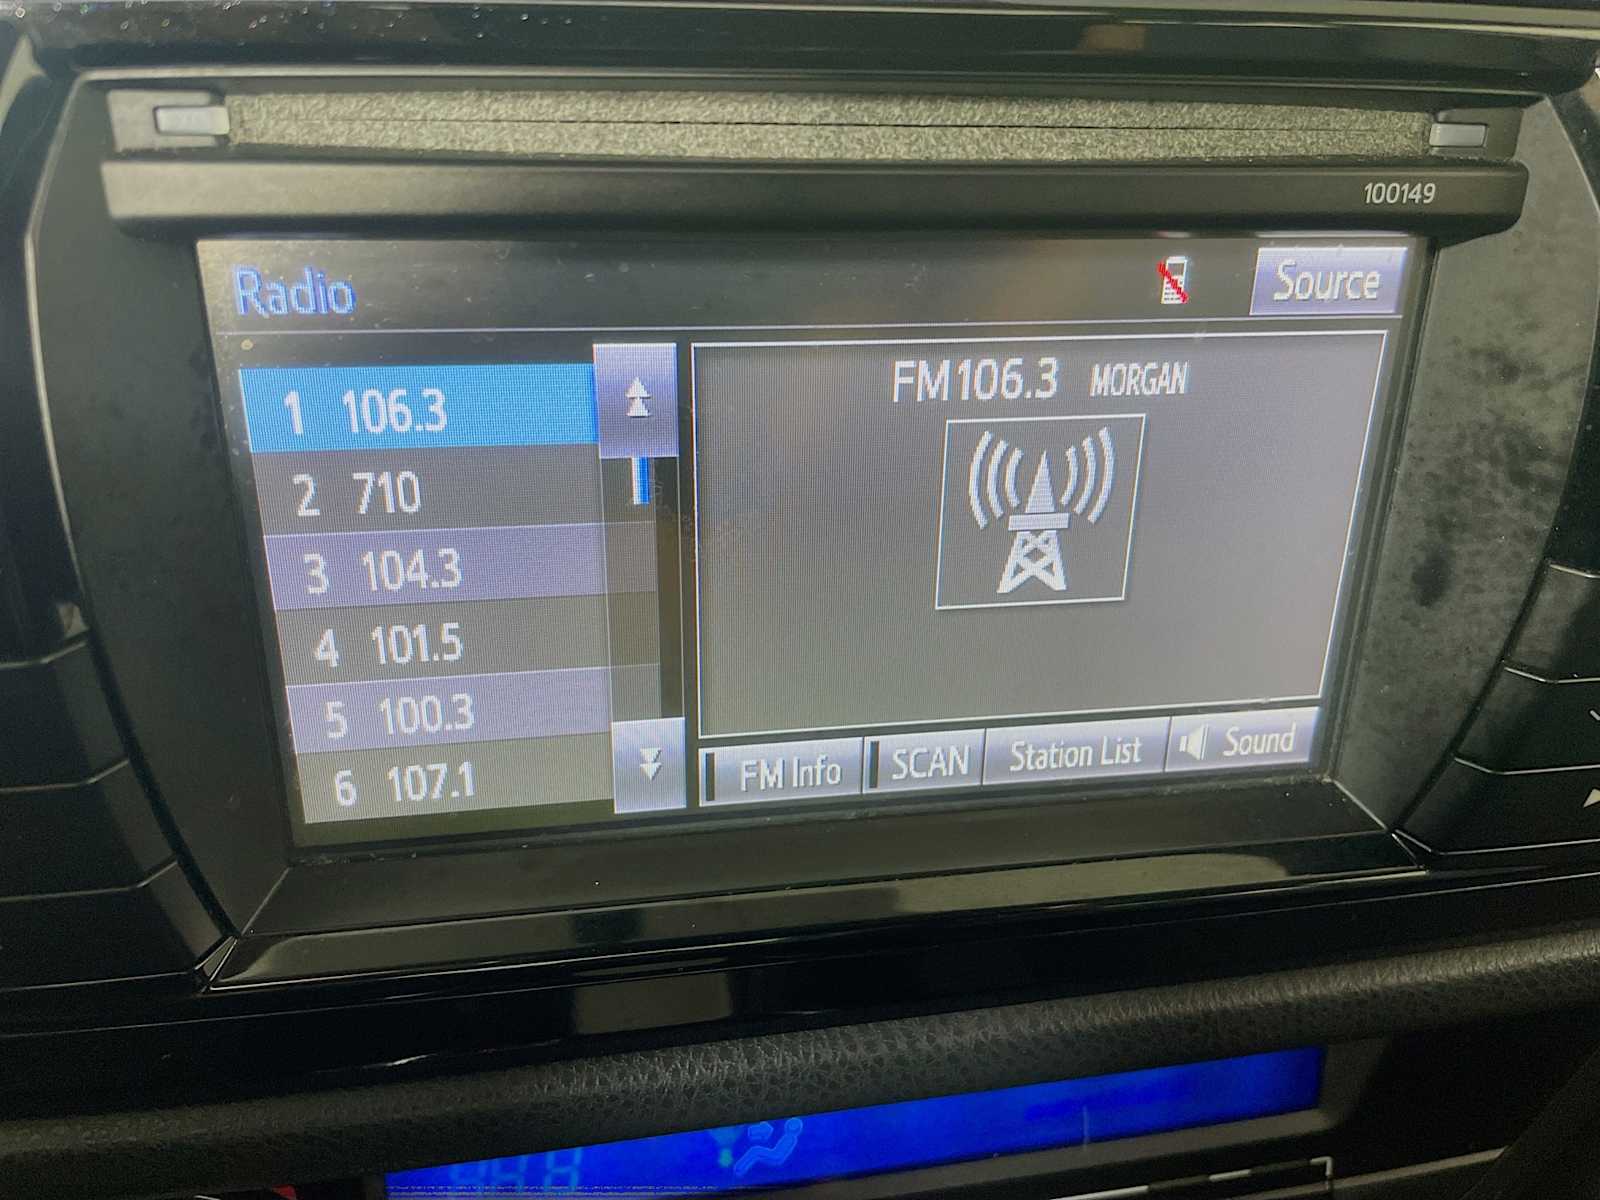 100149
Radio
Source
1 106.3
2 710
3 104.3
4 101.5
5 100.3
6 107.1
FM106.3 MORGAN
FM Info
SCAN
Station List
Sound